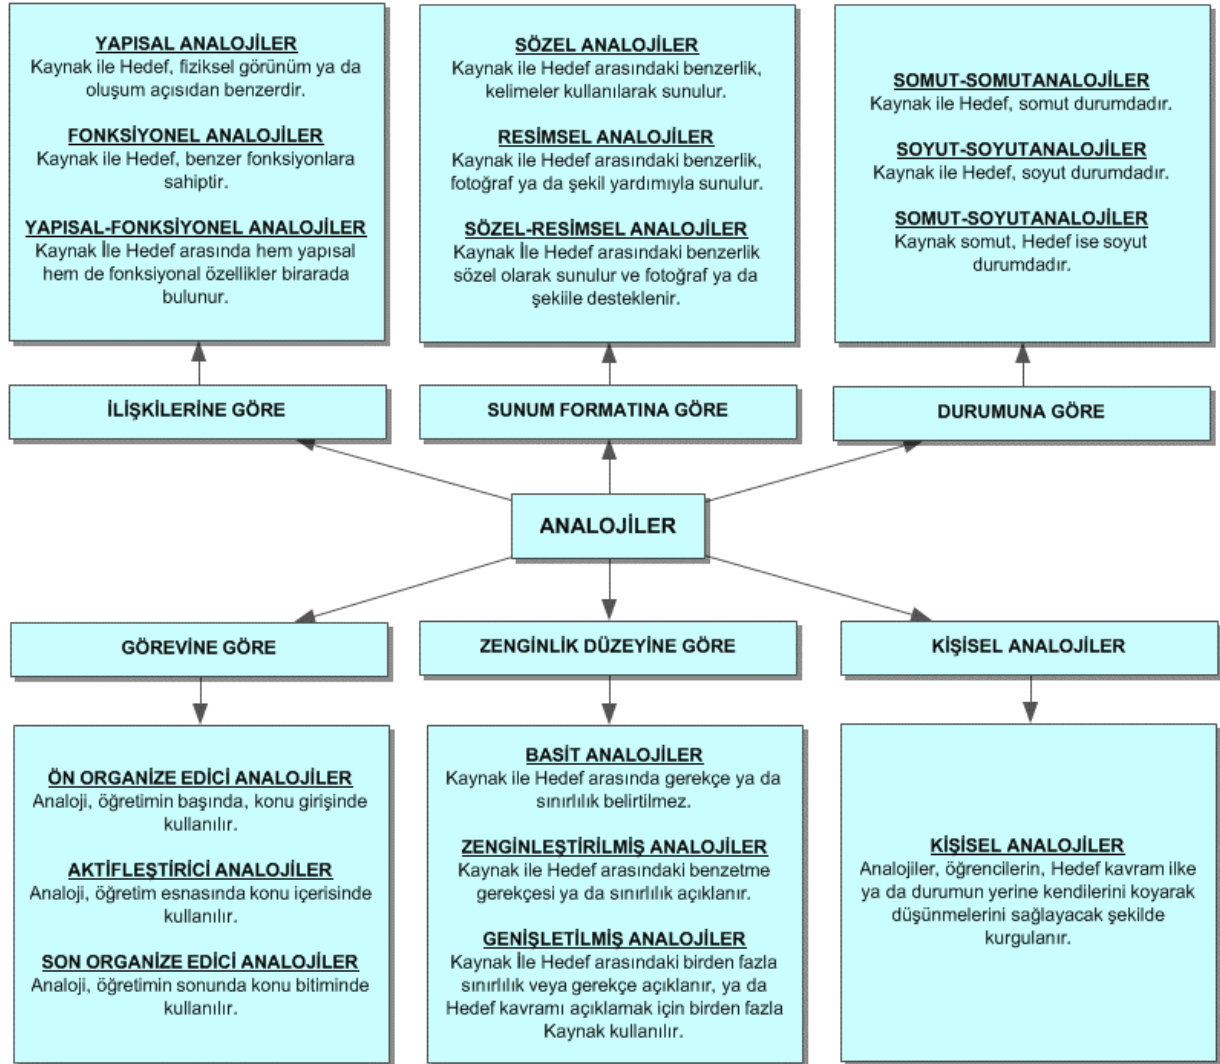 YAPISAL ANALOJİLER
Kaynak ile Hedef, fiziksel görünüm ya da
oluşum açısıdan benzerdir.
FONKSİYONEL ANALOJİLER
Kaynak ile Hedef, benzer fonksiyonlara
sahiptir.
YAPISAL-FONKSİYONEL ANALOJİLER
Kaynak İle Hedef arasında hem yapısal
hem de fonksiyonal özellikler birarada
bulunur.
SÖZEL ANALOJİLER
Kaynak ile Hedef arasındaki benzerlik,
kelimeler kullanılarak sunulur.
RESİMSEL ANALOJİLER
Kaynak ile Hedef arasındaki benzerlik,
fotoğraf ya da şekil yardımıyla sunulur.
SÖZEL-RESİMSEL ANALOJİLER
Kaynak İle Hedef arasındaki benzerlik
sözel olarak sunulur ve fotoğraf ya da
şekiile desteklenir.
SOMUT-SOMUTANALOJİLER
Kaynak ile Hedef, somut durumdadır.
SOYUT-SOYUTANALOJİLER
Kaynak ile Hedef, soyut durumdadır.
SOMUT-SOYUTANALOJİLER
Kaynak somut, Hedef ise soyut
durumdadır.
İLİŞKİLERİNE GÖRE
SUNUM FORMATINA GÖRE
DURUMUNA GÖRE
ANALOJİLER
GÖREVİNE GÖRE
ZENGİNLİK DÜZEYİNE GÖRE
KİŞİSEL ANALOJİLER
ÖN ORGANİZE EDİCİ ANALOJİLER
Analoji, öğretimin başında, konu girişinde
kullanılır.
AKTİFLEŞTİRİCİ ANALOJİLER
Analoji, öğretim esnasında konu içerisinde
kullanılır.
SON ORGANİZE EDİCİ ANALOJİLER
Analoji, öğretimin sonunda konu bitiminde
kullanılır.
BASİT ANALOJİLER
Kaynak ile Hedef arasında gerekçe ya da
sınırlılık belirtilmez.
ZENGİNLEŞTİRİLMİŞ ANALOJİLER
Kaynak ile Hedef arasındaki benzetme
gerekçesi ya da sınırlılık açıklanır.
GENİŞLETİLMİŞ ANALOJİLER
Kaynak İle Hedef arasındaki birden fazla
sınırlılık veya gerekçe açıklanır, ya da
Hedef kavramı açıklamak için birden fazla
Kaynak kullanılır.
KİŞİSEL ANALOJİLER
Analojiler, öğrencilerin, Hedef kavram ilke
ya da durumun yerine kendilerini koyarak
düşünmelerini sağlayacak şekilde
kurgulanır.